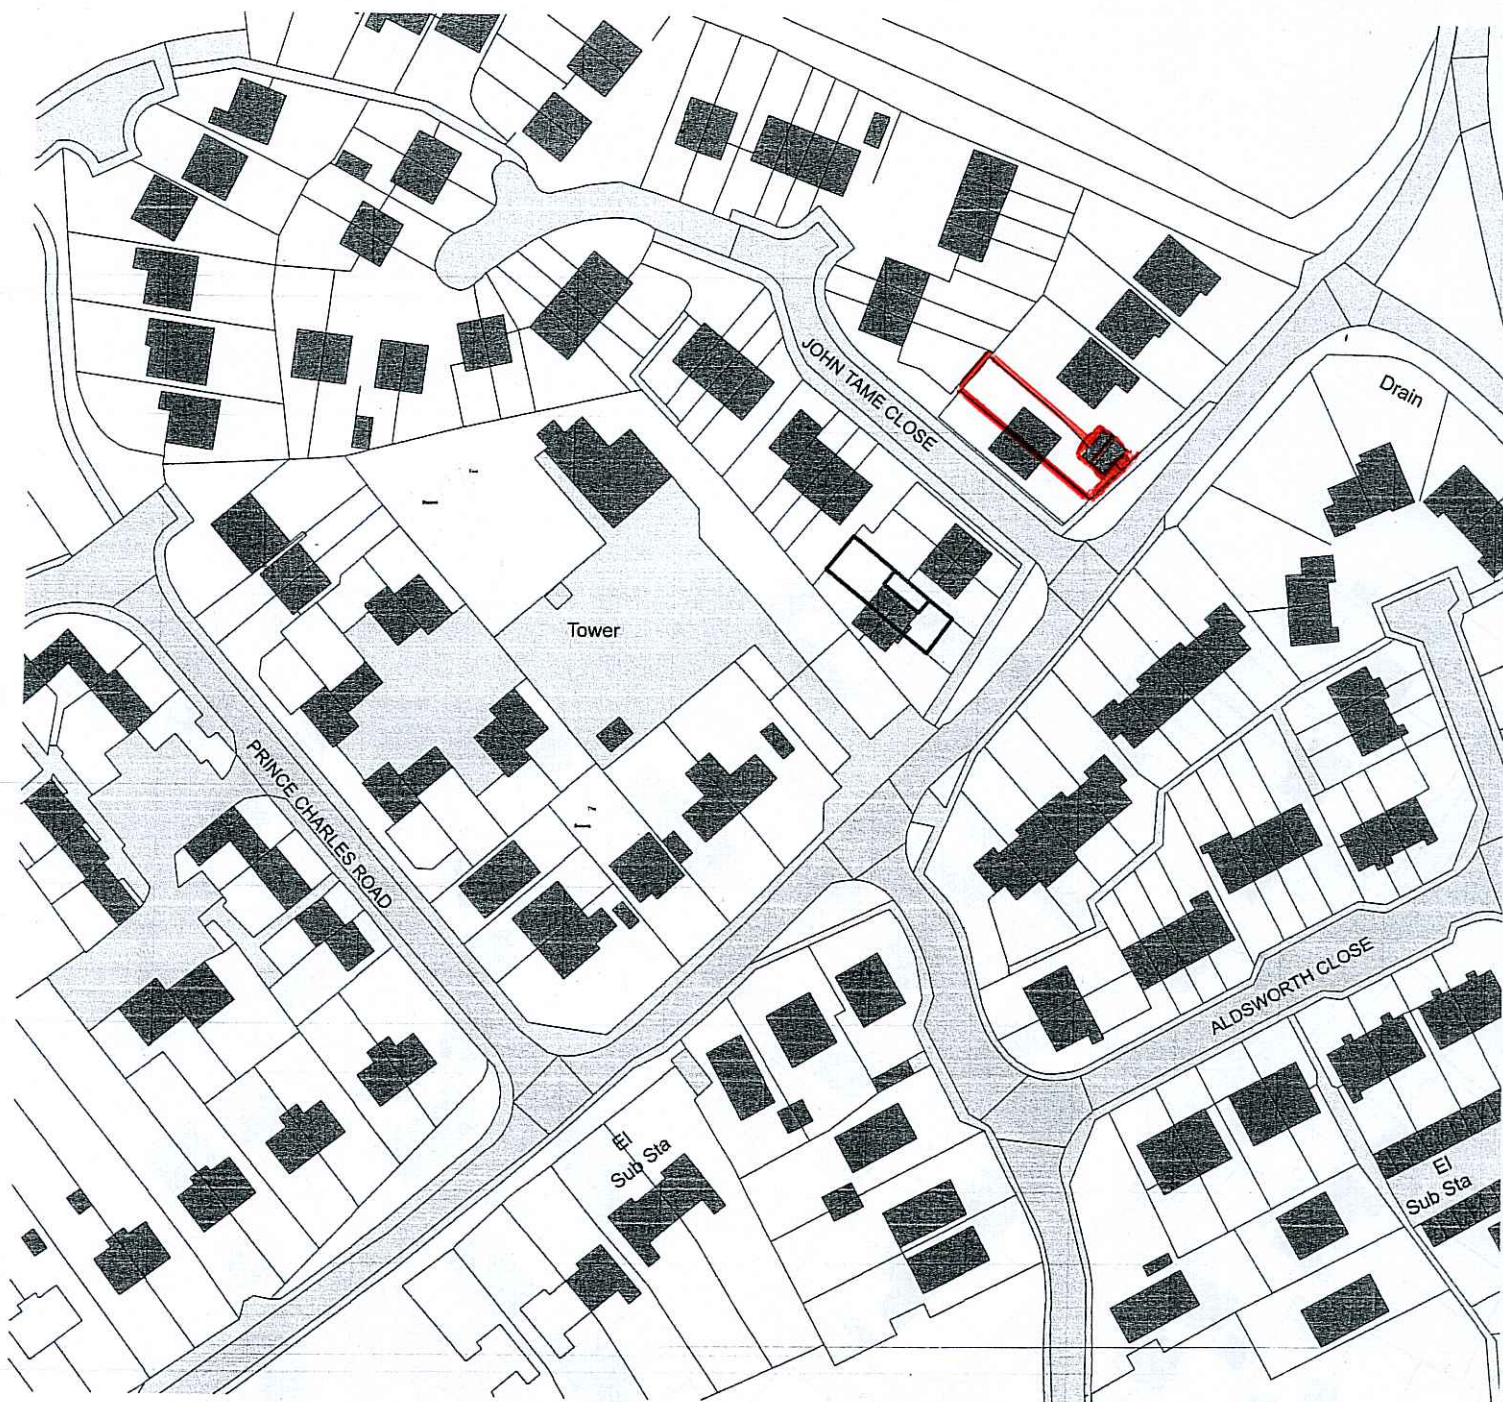 JOHN TAME CLOSE
Drain
Tower
PRINCE CHARLES ROAD
ALDSWORTH CLOSE
El
Sub Sta
El
Sub Sta